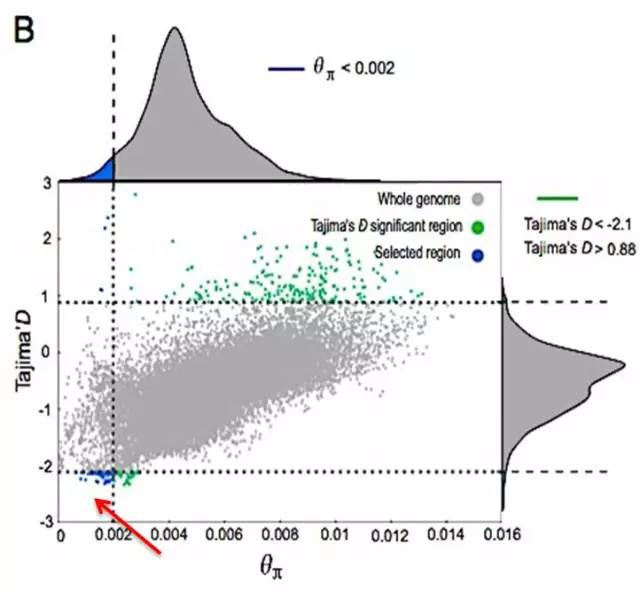 B
θπ < 0.002
Whole genome
Tajima's D significant region
Selected region
Tajima's D < -2.1
Tajima's D > 0.88
3
2
1
0
-1
-2
-3
Tajima'D
0 0.002 0.004 0.006 0.008 0.01 0.012 0.014 0.016
θπ